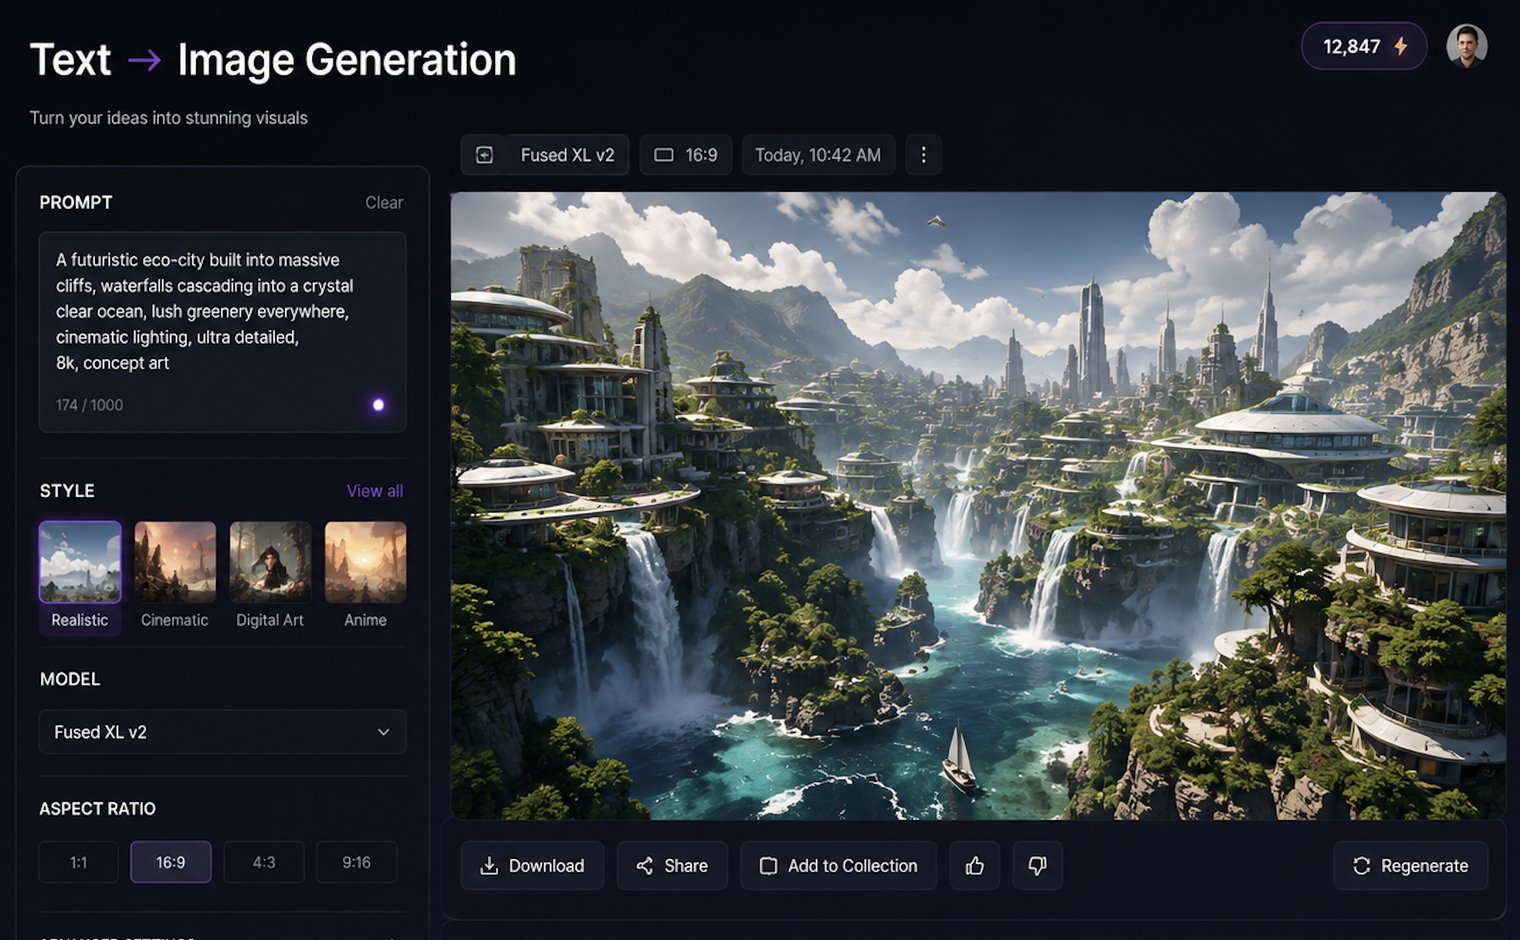 Text → Image Generation
Turn your ideas into stunning visuals
12,847
Fused XL v2
16:9
Today, 10:42 AM
PROMPT
Clear
A futuristic eco-city built into massive
cliffs, waterfalls cascading into a crystal
clear ocean, lush greenery everywhere,
cinematic lighting, ultra detailed,
8k, concept art
174 / 1000
STYLE
View all
Realistic
Cinematic
Digital Art
Anime
MODEL
Fused XL v2
ASPECT RATIO
1:1
16:9
4:3
9:16
Download
Share
Add to Collection
Regenerate